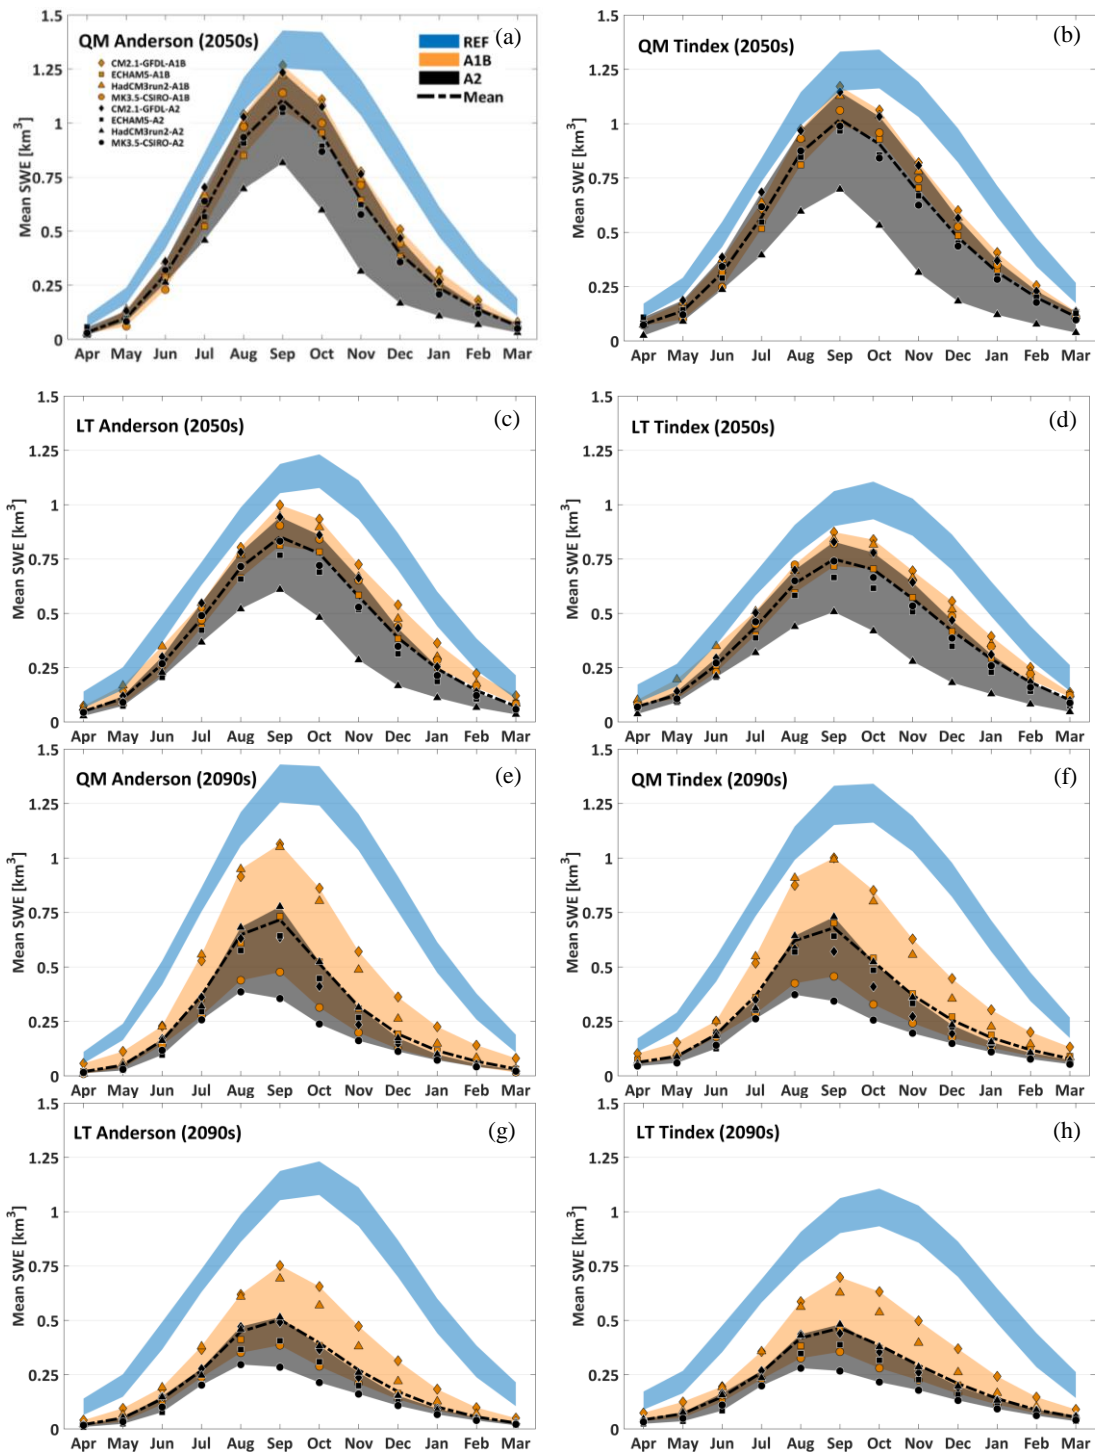 QM Anderson (2050s)
(a)
REF
A1B
A2
Mean
CM2.1-GFDL-A1B
ECHAM5-A1B
HadCM3run2-A1B
MK3.5-CSIRO-A1B
CM2.1-GFDL-A2
ECHAM5-A2
HadCM3run2-A2
MK3.5-CSIRO-A2
Mean SWE [km³]
1.5
1.25
1
0.75
0.5
0.25
0
Apr May Jun Jul Aug Sep Oct Nov Dec Jan Feb Mar
QM Tindex (2050s)
(b)
Mean SWE [km³]
1.5
1.25
1
0.75
0.5
0.25
0
Apr May Jun Jul Aug Sep Oct Nov Dec Jan Feb Mar
LT Anderson (2050s)
(c)
Mean SWE [km³]
1.5
1.25
1
0.75
0.5
0.25
0
Apr May Jun Jul Aug Sep Oct Nov Dec Jan Feb Mar
LT Tindex (2050s)
(d)
Mean SWE [km³]
1.5
1.25
1
0.75
0.5
0.25
0
Apr May Jun Jul Aug Sep Oct Nov Dec Jan Feb Mar
QM Anderson (2090s)
(e)
Mean SWE [km³]
1.5
1.25
1
0.75
0.5
0.25
0
Apr May Jun Jul Aug Sep Oct Nov Dec Jan Feb Mar
QM Tindex (2090s)
(f)
Mean SWE [km³]
1.5
1.25
1
0.75
0.5
0.25
0
Apr May Jun Jul Aug Sep Oct Nov Dec Jan Feb Mar
LT Anderson (2090s)
(g)
Mean SWE [km³]
1.5
1.25
1
0.75
0.5
0.25
0
Apr May Jun Jul Aug Sep Oct Nov Dec Jan Feb Mar
LT Tindex (2090s)
(h)
Mean SWE [km³]
1.5
1.25
1
0.75
0.5
0.25
0
Apr May Jun Jul Aug Sep Oct Nov Dec Jan Feb Mar